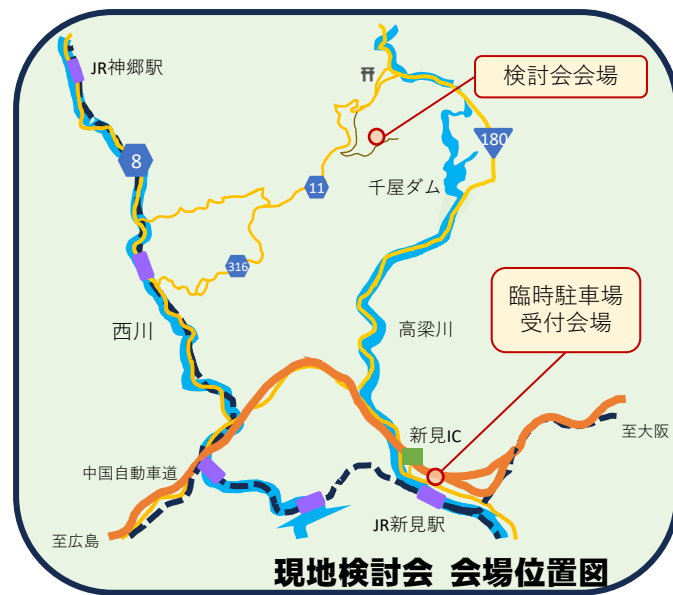 JR神郷駅
検討会会場
8
180
11
千屋ダム
316
臨時駐車場
受付会場
西川
高梁川
新見IC
至大阪
中国自動車道
JR新見駅
至広島
現地検討会 会場位置図